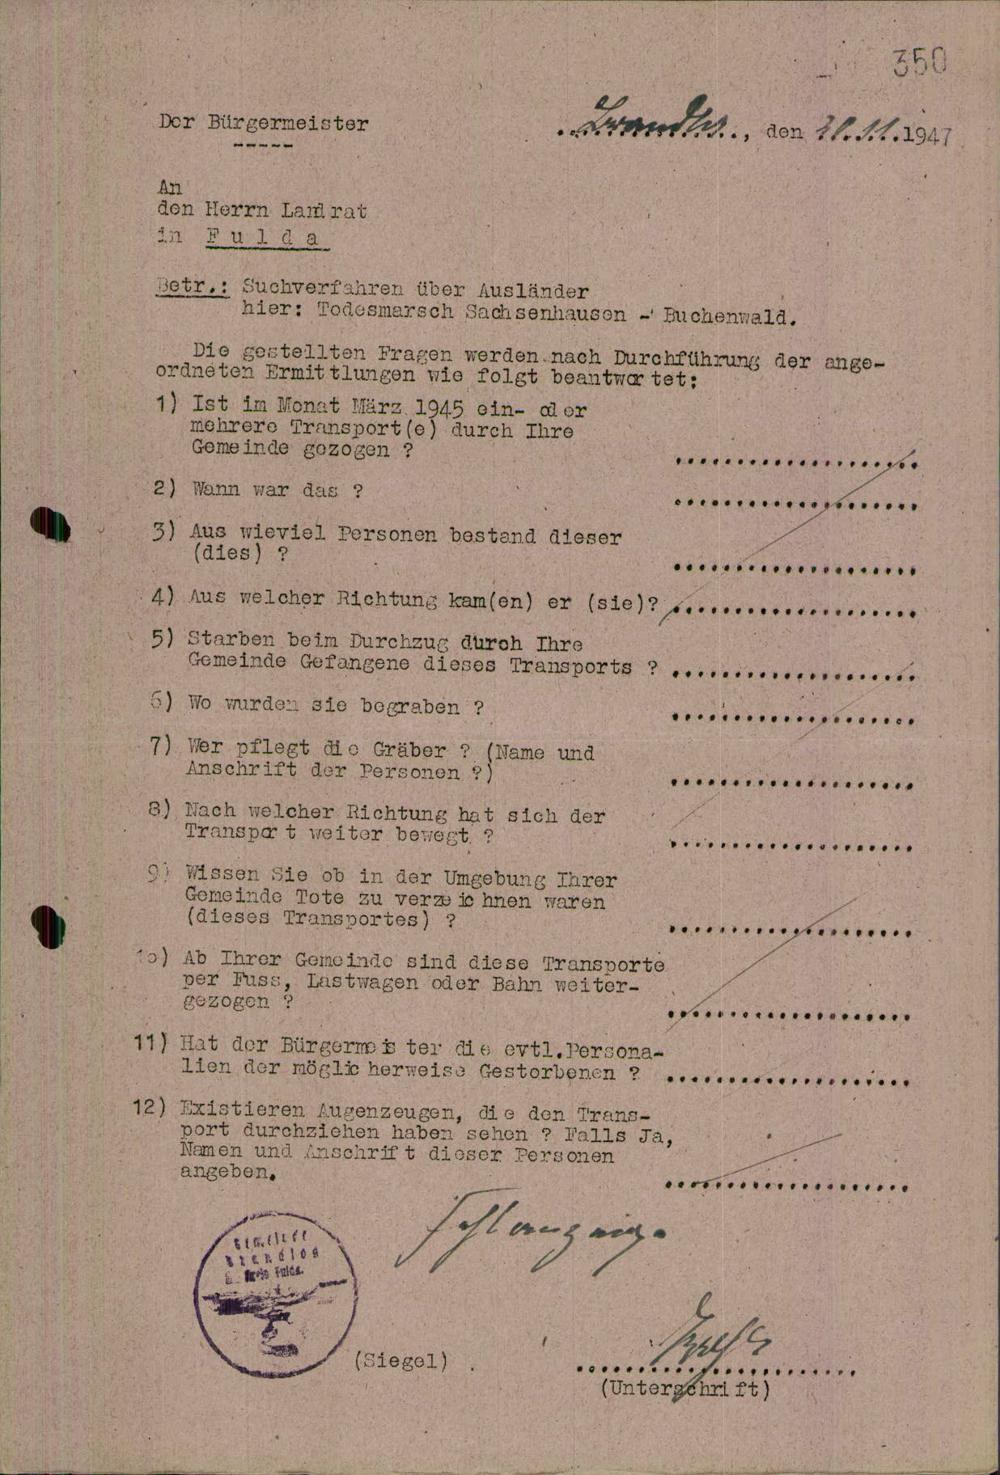 350
Der Bürgermeister
-----
Brandlos, den 20.11.1947
An
den Herrn Landrat
in Fulda
Betr.: Suchverfahren über Ausländer
hier: Todesmarsch Sachsenhausen - Buchenwald.
Die gestellten Fragen werden nach Durchführung der ange-
ordneten Ermittlungen wie folgt beantwortet:
1) Ist im Monat März 1945 ein- oder
mehrere Transport(e) durch Ihre
Gemeinde gezogen ? ....................
2) Wann war das ? ....................
3) Aus wieviel Personen bestand dieser
(dies) ? ....................
4) Aus welcher Richtung kam(en) er (sie)? ....................
5) Starben beim Durchzug durch Ihre
Gemeinde Gefangene dieses Transports ? ....................
6) Wo wurden sie begraben ? ....................
7) Wer pflegt die Gräber ? (Name und
Anschrift der Personen ?) ....................
8) Nach welcher Richtung hat sich der
Transport weiter bewegt ? ....................
9) Wissen Sie ob in der Umgebung Ihrer
Gemeinde Tote zu verzeichnen waren
(dieses Transportes) ? ....................
10) Ab Ihrer Gemeinde sind diese Transporte
per Fuss, Lastwagen oder Bahn weiter-
gezogen ? ....................
11) Hat der Bürgermeister die evtl.Persona-
lien der möglicherweise Gestorbenen ? ....................
12) Existieren Augenzeugen, die den Trans-
port durchziehen haben sehen ? Falls Ja,
Namen und Anschrift dieser Personen
angeben. ....................
Fehlanzeige.
Brandlos
Kreis Fulda.
(Siegel)
(Unterschrift)